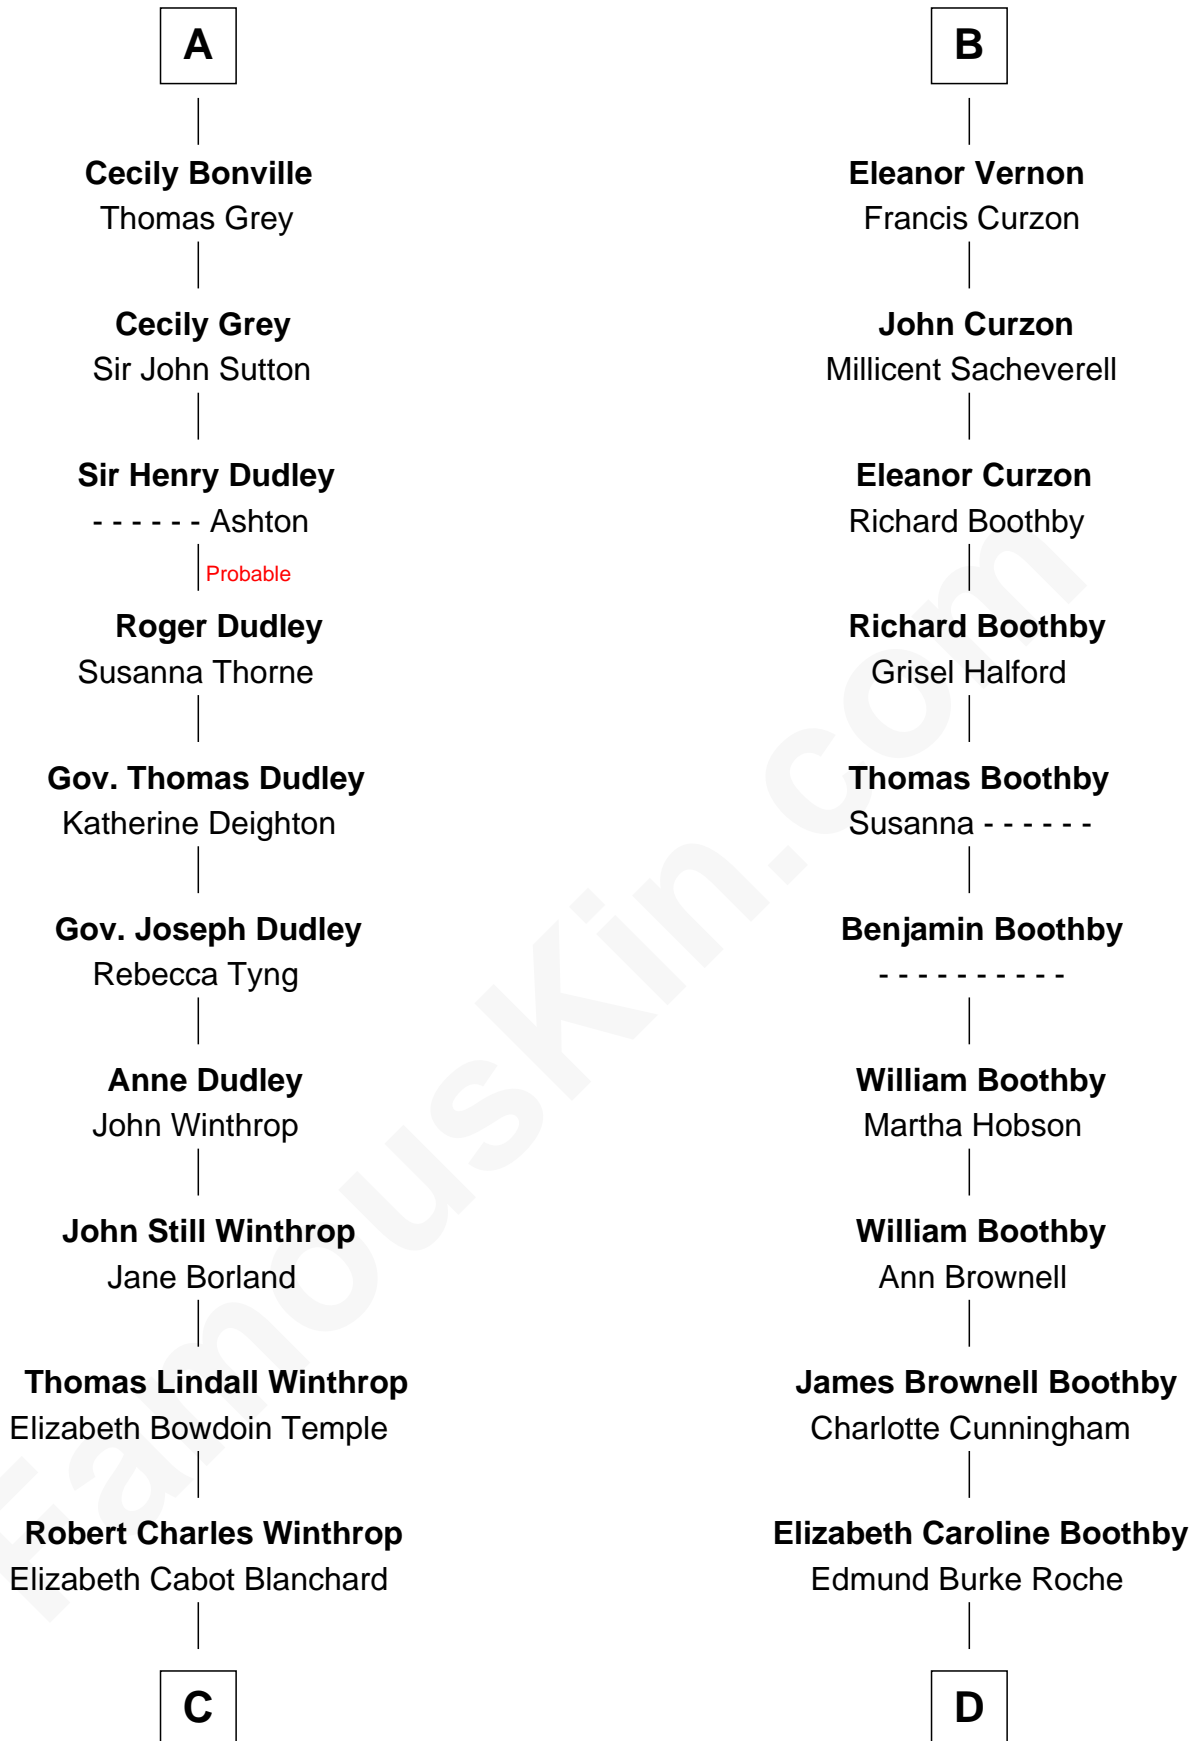 A
Cecily Bonville
Thomas Grey
Cecily Grey
Sir John Sutton
Sir Henry Dudley
- - - - - - Ashton
Probable
Roger Dudley
Susanna Thorne
Gov. Thomas Dudley
Katherine Deighton
Gov. Joseph Dudley
Rebecca Tyng
Anne Dudley
John Winthrop
John Still Winthrop
Jane Borland
Thomas Lindall Winthrop
Elizabeth Bowdoin Temple
Robert Charles Winthrop
Elizabeth Cabot Blanchard
C
B
Eleanor Vernon
Francis Curzon
John Curzon
Millicent Sacheverell
Eleanor Curzon
Richard Boothby
Richard Boothby
Grisel Halford
Thomas Boothby
Susanna - - - - - -
Benjamin Boothby
- - - - - - - - - -
William Boothby
Martha Hobson
William Boothby
Ann Brownell
James Brownell Boothby
Charlotte Cunningham
Elizabeth Caroline Boothby
Edmund Burke Roche
D
FamousKin.com